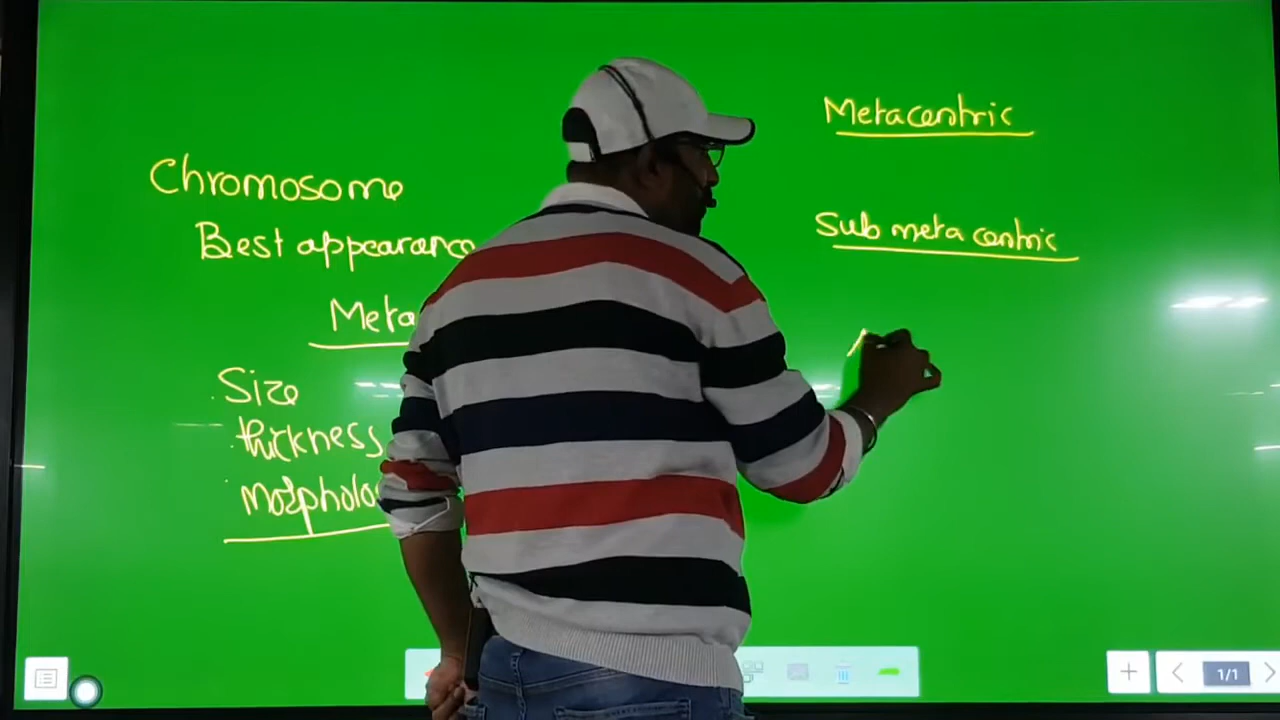 Chromosome
Best appearance
Meta
Size
thickness
Morpholo
Metacentric
Sub meta centric
1/1